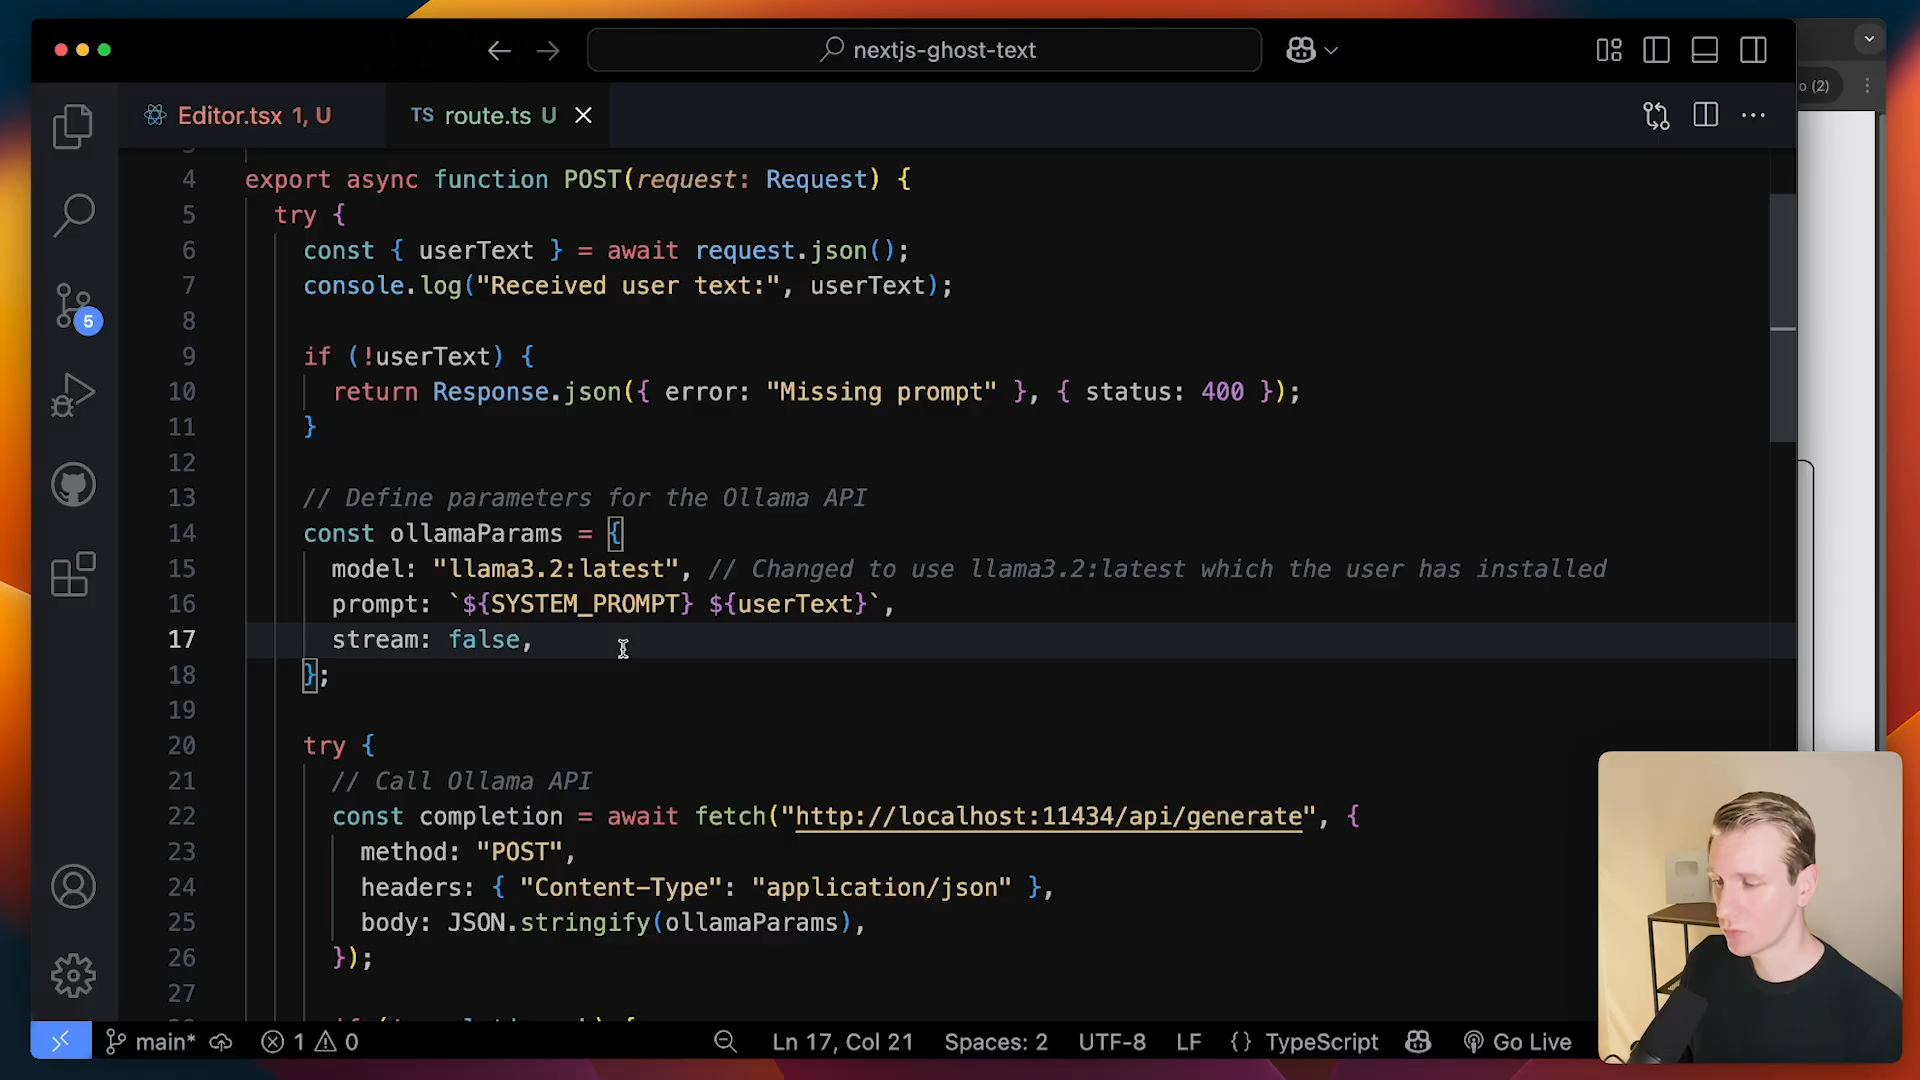 nextjs-ghost-text
o (2)
Editor.tsx 1, U
TS route.ts U
4 export async function POST(request: Request) {
5 try {
6 const { userText } = await request.json();
7 console.log("Received user text:", userText);
8
9 if (!userText) {
10 return Response.json({ error: "Missing prompt" }, { status: 400 });
11 }
12
13 // Define parameters for the Ollama API
14 const ollamaParams = {
15 model: "llama3.2:latest", // Changed to use llama3.2:latest which the user has installed
16 prompt: `${SYSTEM_PROMPT} ${userText}`,
17 stream: false,
18 };
19
20 try {
21 // Call Ollama API
22 const completion = await fetch("http://localhost:11434/api/generate", {
23 method: "POST",
24 headers: { "Content-Type": "application/json" },
25 body: JSON.stringify(ollamaParams),
26 });
27
5
main* 1 0 Ln 17, Col 21 Spaces: 2 UTF-8 LF {} TypeScript Go Live